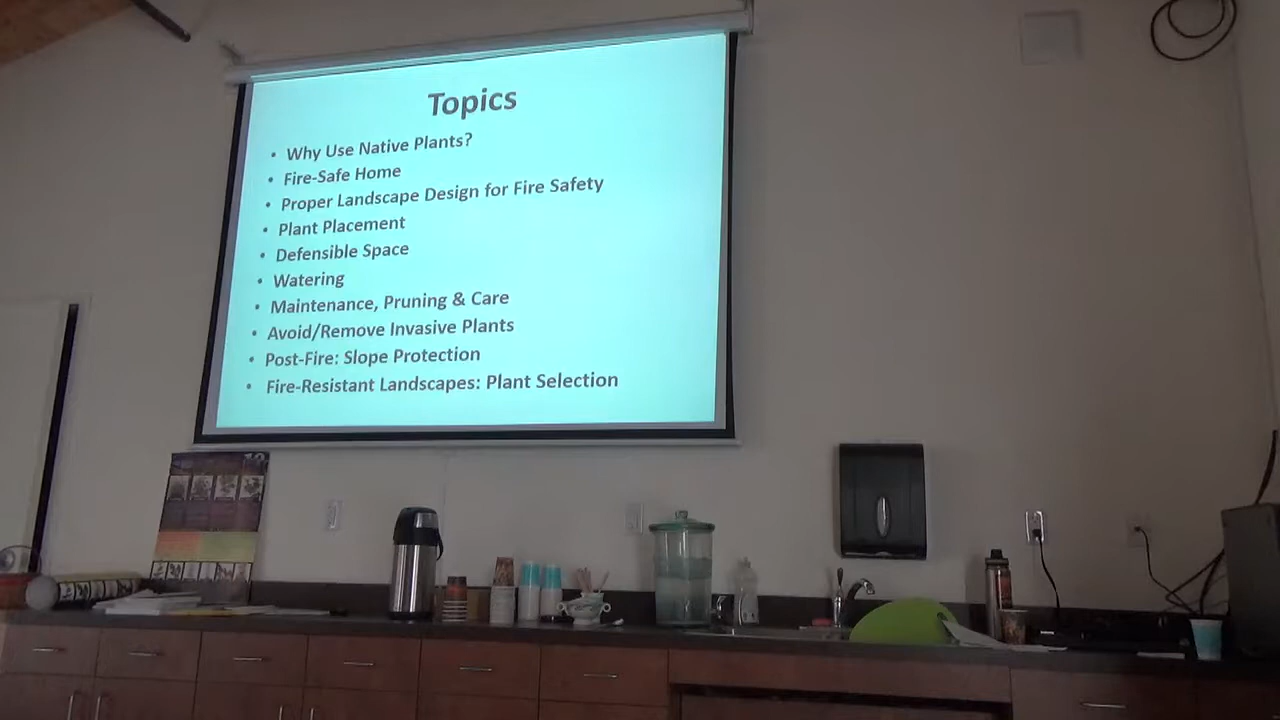 Topics
• Why Use Native Plants?
• Fire-Safe Home
• Proper Landscape Design for Fire Safety
• Plant Placement
• Defensible Space
• Watering
• Maintenance, Pruning & Care
• Avoid/Remove Invasive Plants
• Post-Fire: Slope Protection
• Fire-Resistant Landscapes: Plant Selection